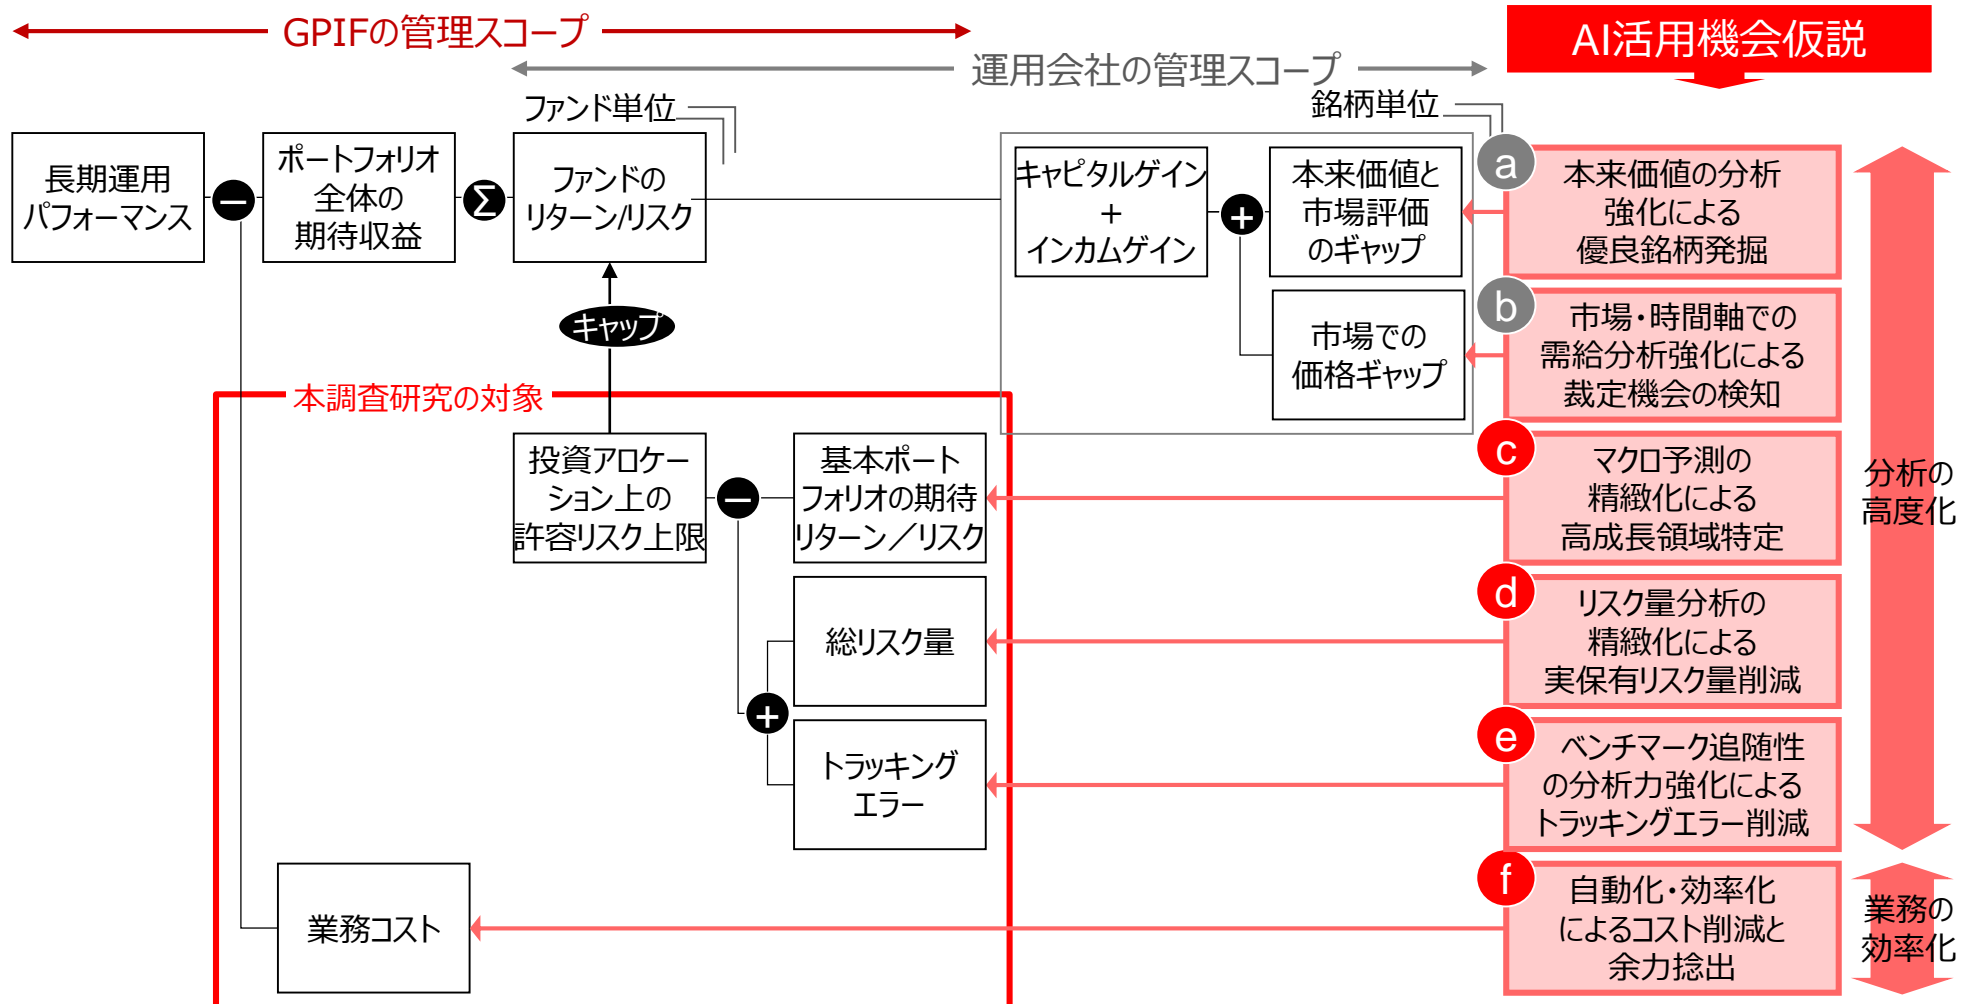 GPIFの管理スコープ
AI活用機会仮説
運用会社の管理スコープ
ファンド単位
銘柄単位
長期運用
パフォーマンス
−
ポートフォリオ
全体の
期待収益
Σ
ファンドの
リターン/リスク
キャピタルゲイン
+
インカムゲイン
+
本来価値と
市場評価
のギャップ
a
本来価値の分析
強化による
優良銘柄発掘
キャップ
市場での
価格ギャップ
b
市場・時間軸での
需給分析強化による
裁定機会の検知
本調査研究の対象
投資アロケー
ション上の
許容リスク上限
−
基本ポート
フォリオの期待
リターン／リスク
c
マクロ予測の
精緻化による
高成長領域特定
分析の
高度化
総リスク量
d
リスク量分析の
精緻化による
実保有リスク量削減
+
トラッキング
エラー
e
ベンチマーク追随性
の分析力強化による
トラッキングエラー削減
業務コスト
f
自動化・効率化
によるコスト削減と
余力捻出
業務の
効率化